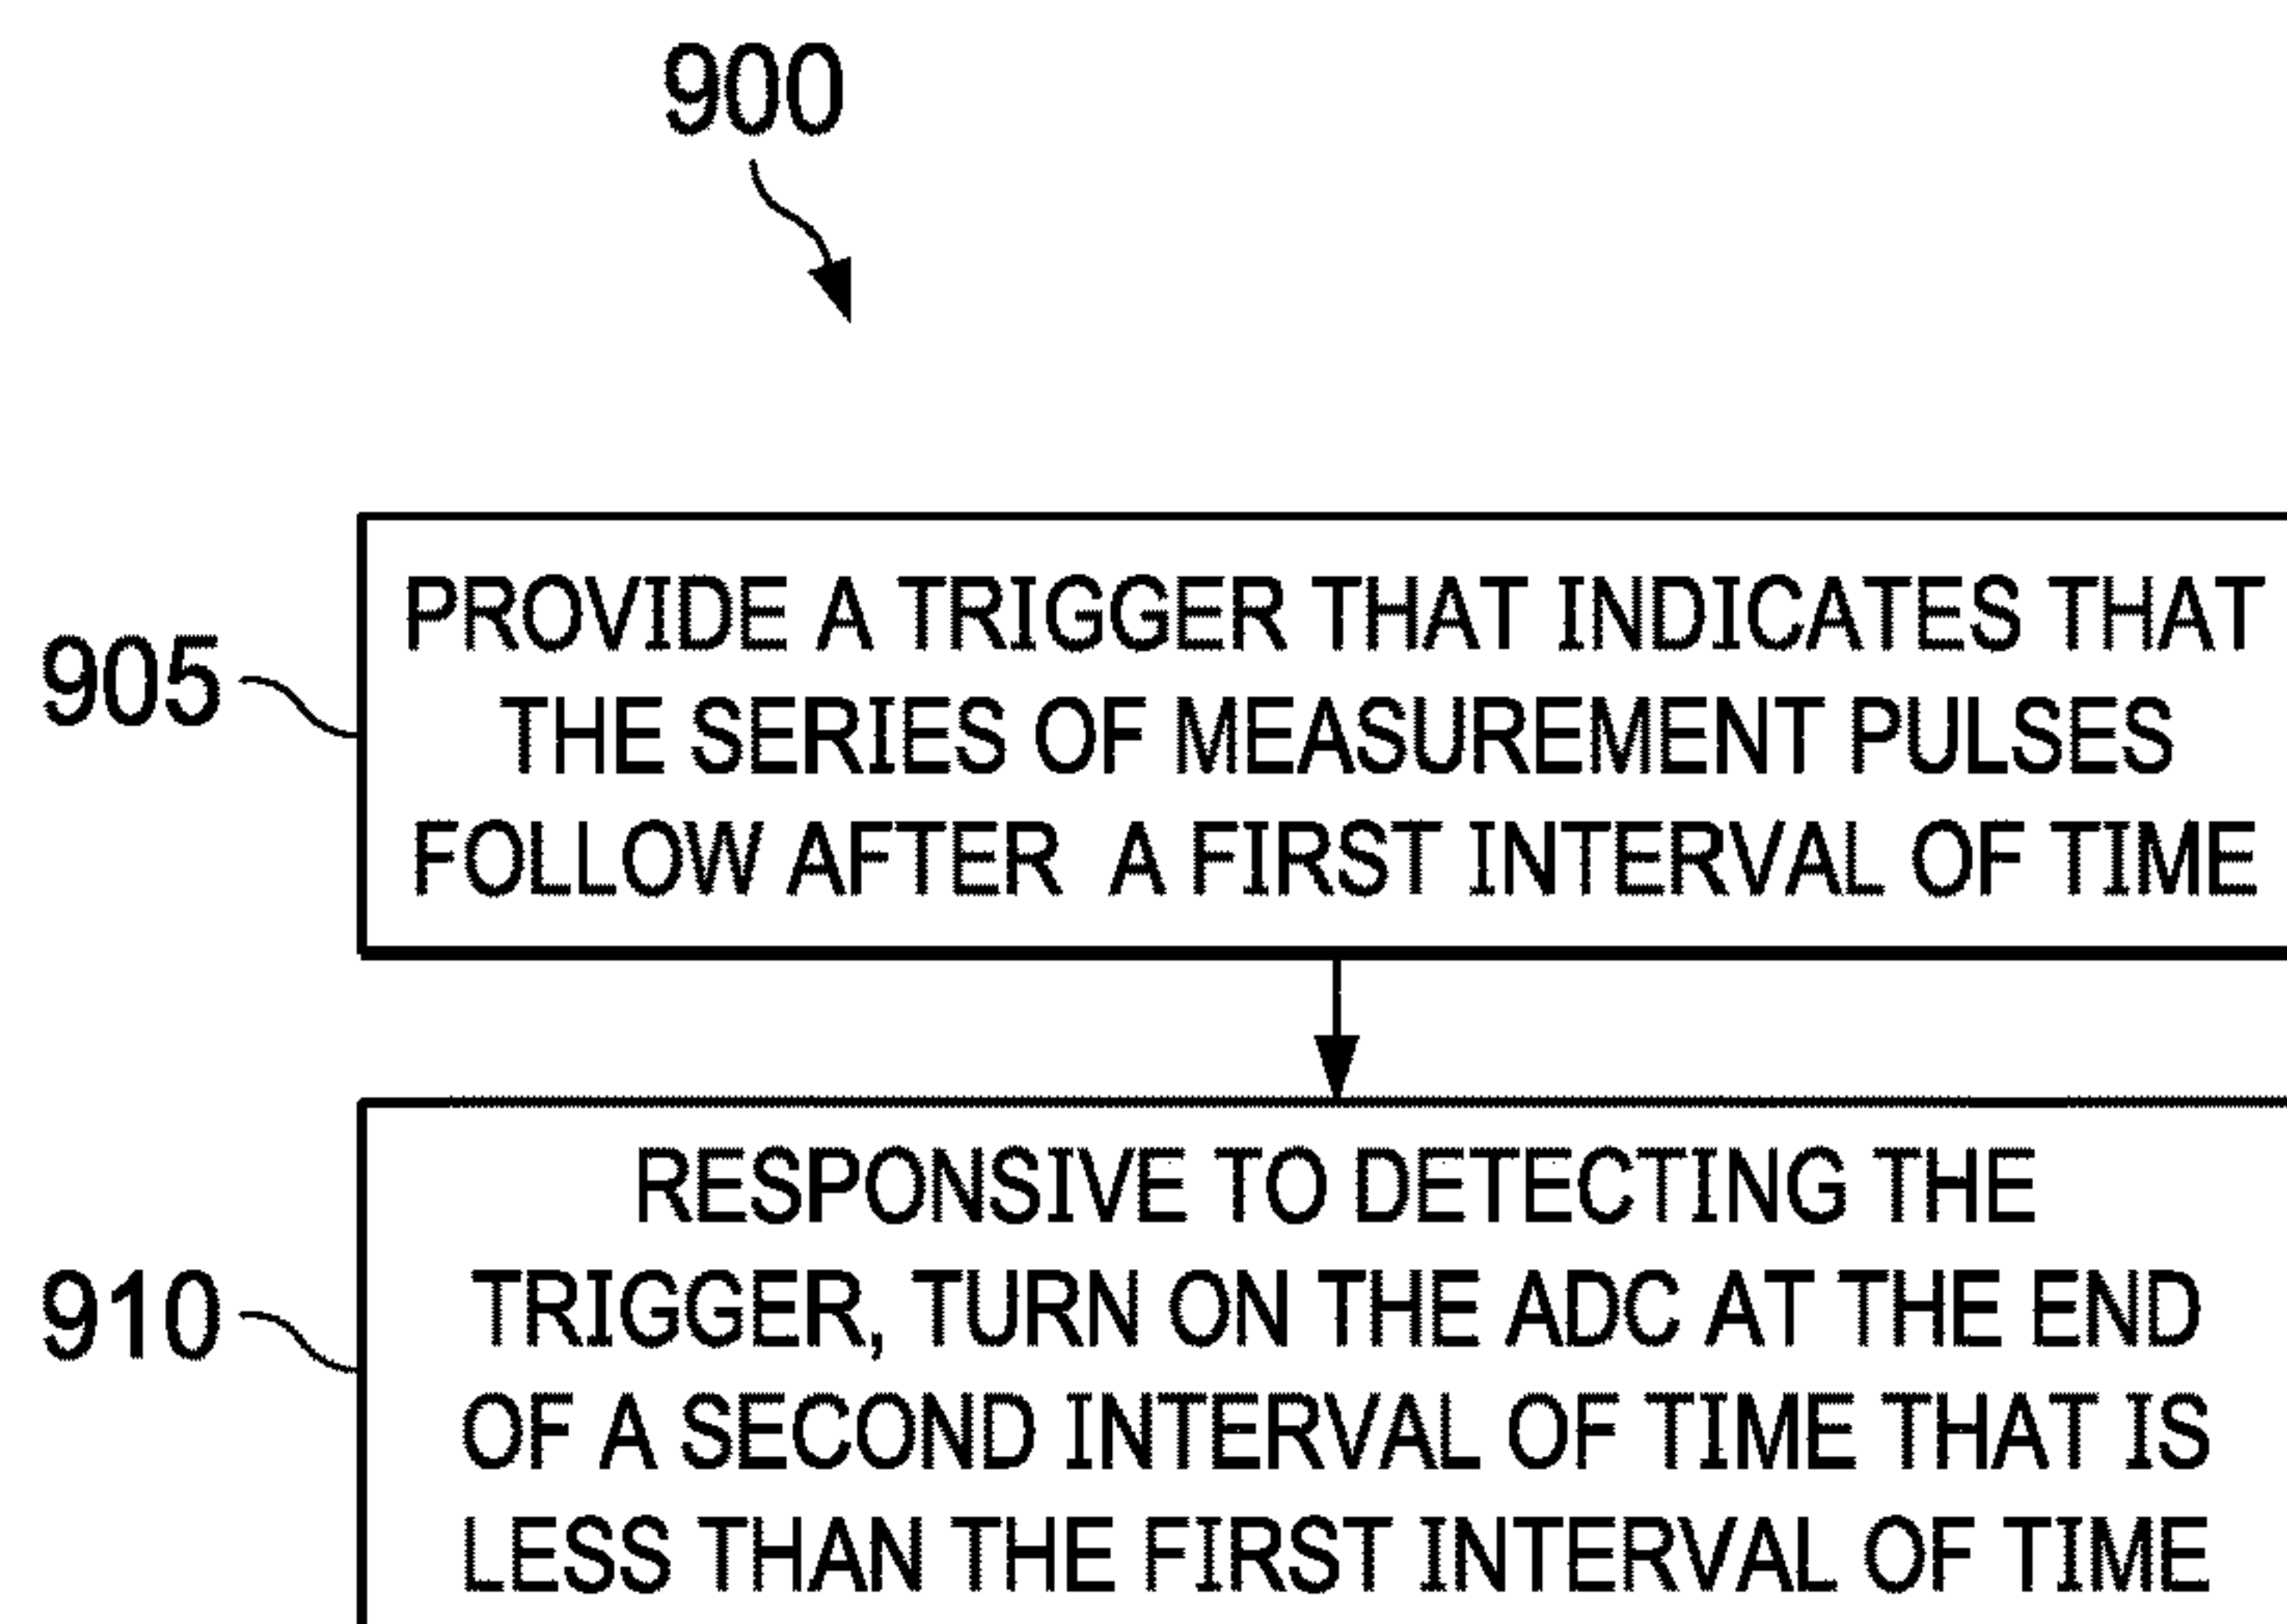 900
905
PROVIDE A TRIGGER THAT INDICATES THAT
THE SERIES OF MEASUREMENT PULSES
FOLLOW AFTER A FIRST INTERVAL OF TIME
910
RESPONSIVE TO DETECTING THE
TRIGGER, TURN ON THE ADC AT THE END
OF A SECOND INTERVAL OF TIME THAT IS
LESS THAN THE FIRST INTERVAL OF TIME